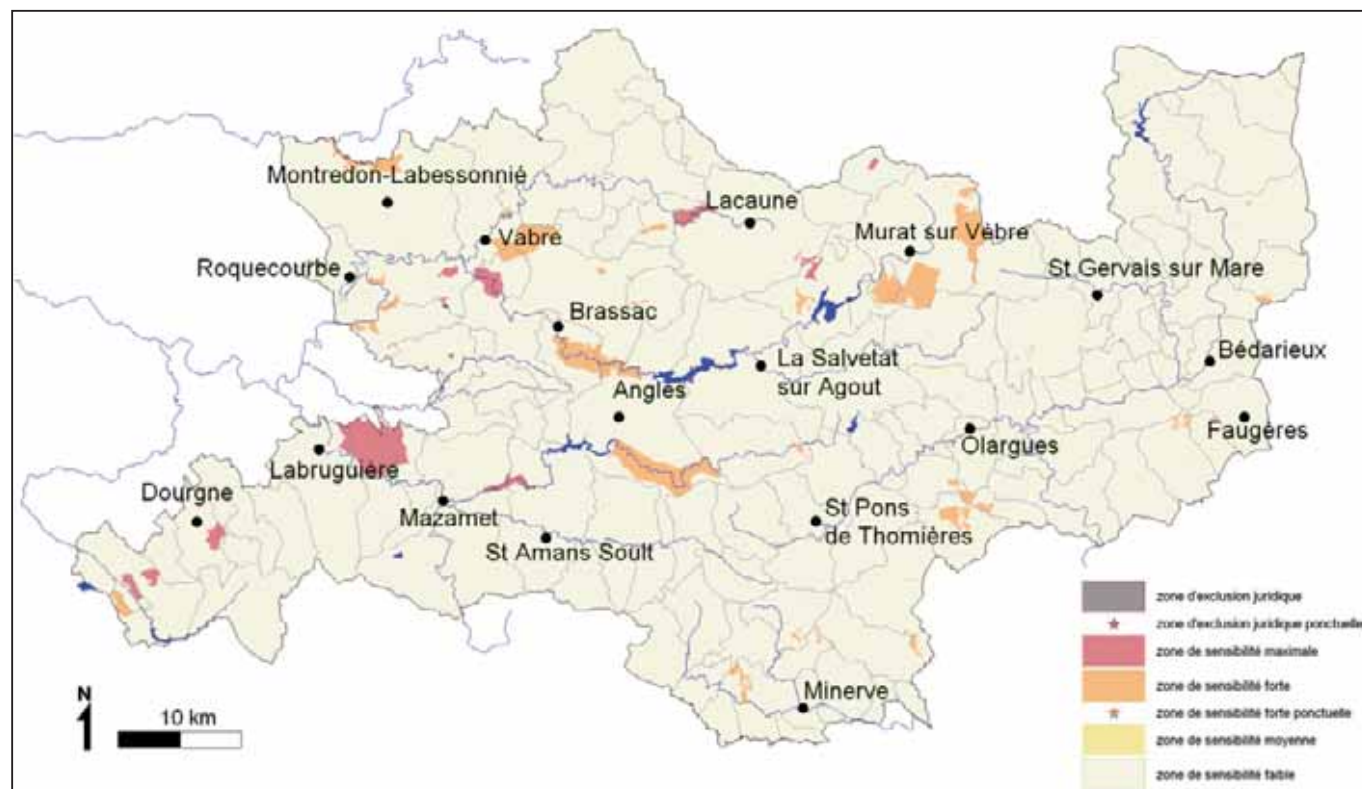 Montredon-Labessonnié
Lacaune
Vabre
Murat sur Vèbre
Roquecourbe
St Gervais sur Mare
Brassac
La Salvetat
sur Agout
Bédarieux
Angles
Olargues
Faugères
Labruguière
Dourgne
Mazamet
St Pons
de Thomières
St Amans Soult
Minerve
N
10 km
zone d'exclusion juridique
zone d'exclusion juridique ponctuelle
zone de sensibilité maximale
zone de sensibilité forte
zone de sensibilité forte ponctuelle
zone de sensibilité moyenne
zone de sensibilité faible